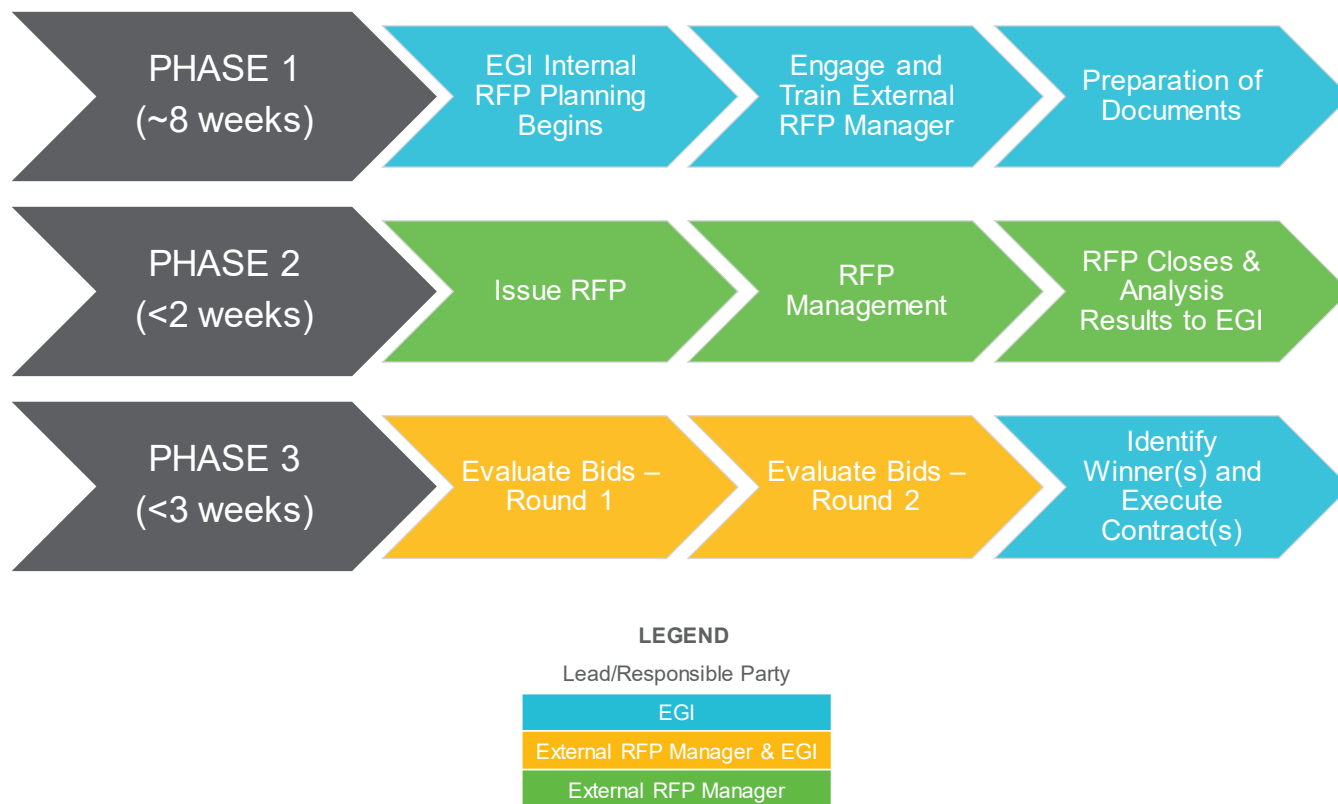 PHASE 1
(~8 weeks)
EGI Internal
RFP Planning
Begins
Engage and
Train External
RFP Manager
Preparation of
Documents
PHASE 2
(<2 weeks)
Issue RFP
RFP
Management
RFP Closes &
Analysis
Results to EGI
PHASE 3
(<3 weeks)
Evaluate Bids –
Round 1
Evaluate Bids –
Round 2
Identify
Winner(s) and
Execute
Contract(s)
LEGEND
Lead/Responsible Party
EGI
External RFP Manager & EGI
External RFP Manager